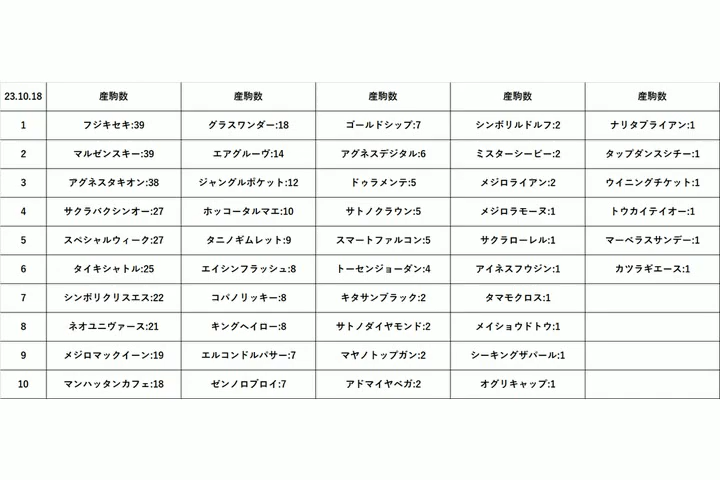 23.10.18 産駒数 産駒数 産駒数 産駒数 産駒数
1 フジキセキ:39 グラスワンダー:18 ゴールドシップ:7 シンボリルドルフ:2 ナリタブライアン:1
2 マルゼンスキー:39 エアグルーヴ:14 アグネスデジタル:6 ミスターシービー:2 タップダンスシチー:1
3 アグネスタキオン:38 ジャングルポケット:12 ドゥラメンテ:5 メジロライアン:2 ウイニングチケット:1
4 サクラバクシンオー:27 ホッコータルマエ:10 サトノクラウン:5 メジロラモーヌ:1 トウカイテイオー:1
5 スペシャルウィーク:27 タニノギムレット:9 スマートファルコン:5 サクラローレル:1 マーベラスサンデー:1
6 タイキシャトル:25 エイシンフラッシュ:8 トーセンジョーダン:4 アイネスフウジン:1 カツラギエース:1
7 シンボリクリスエス:22 コパノリッキー:8 キタサンブラック:2 タマモクロス:1
8 ネオユニヴァース:21 キングヘイロー:8 サトノダイヤモンド:2 メイショウドトウ:1
9 メジロマックイーン:19 エルコンドルパサー:7 マヤノトップガン:2 シーキングザパール:1
10 マンハッタンカフェ:18 ゼンノロブロイ:7 アドマイヤベガ:2 オグリキャップ:1